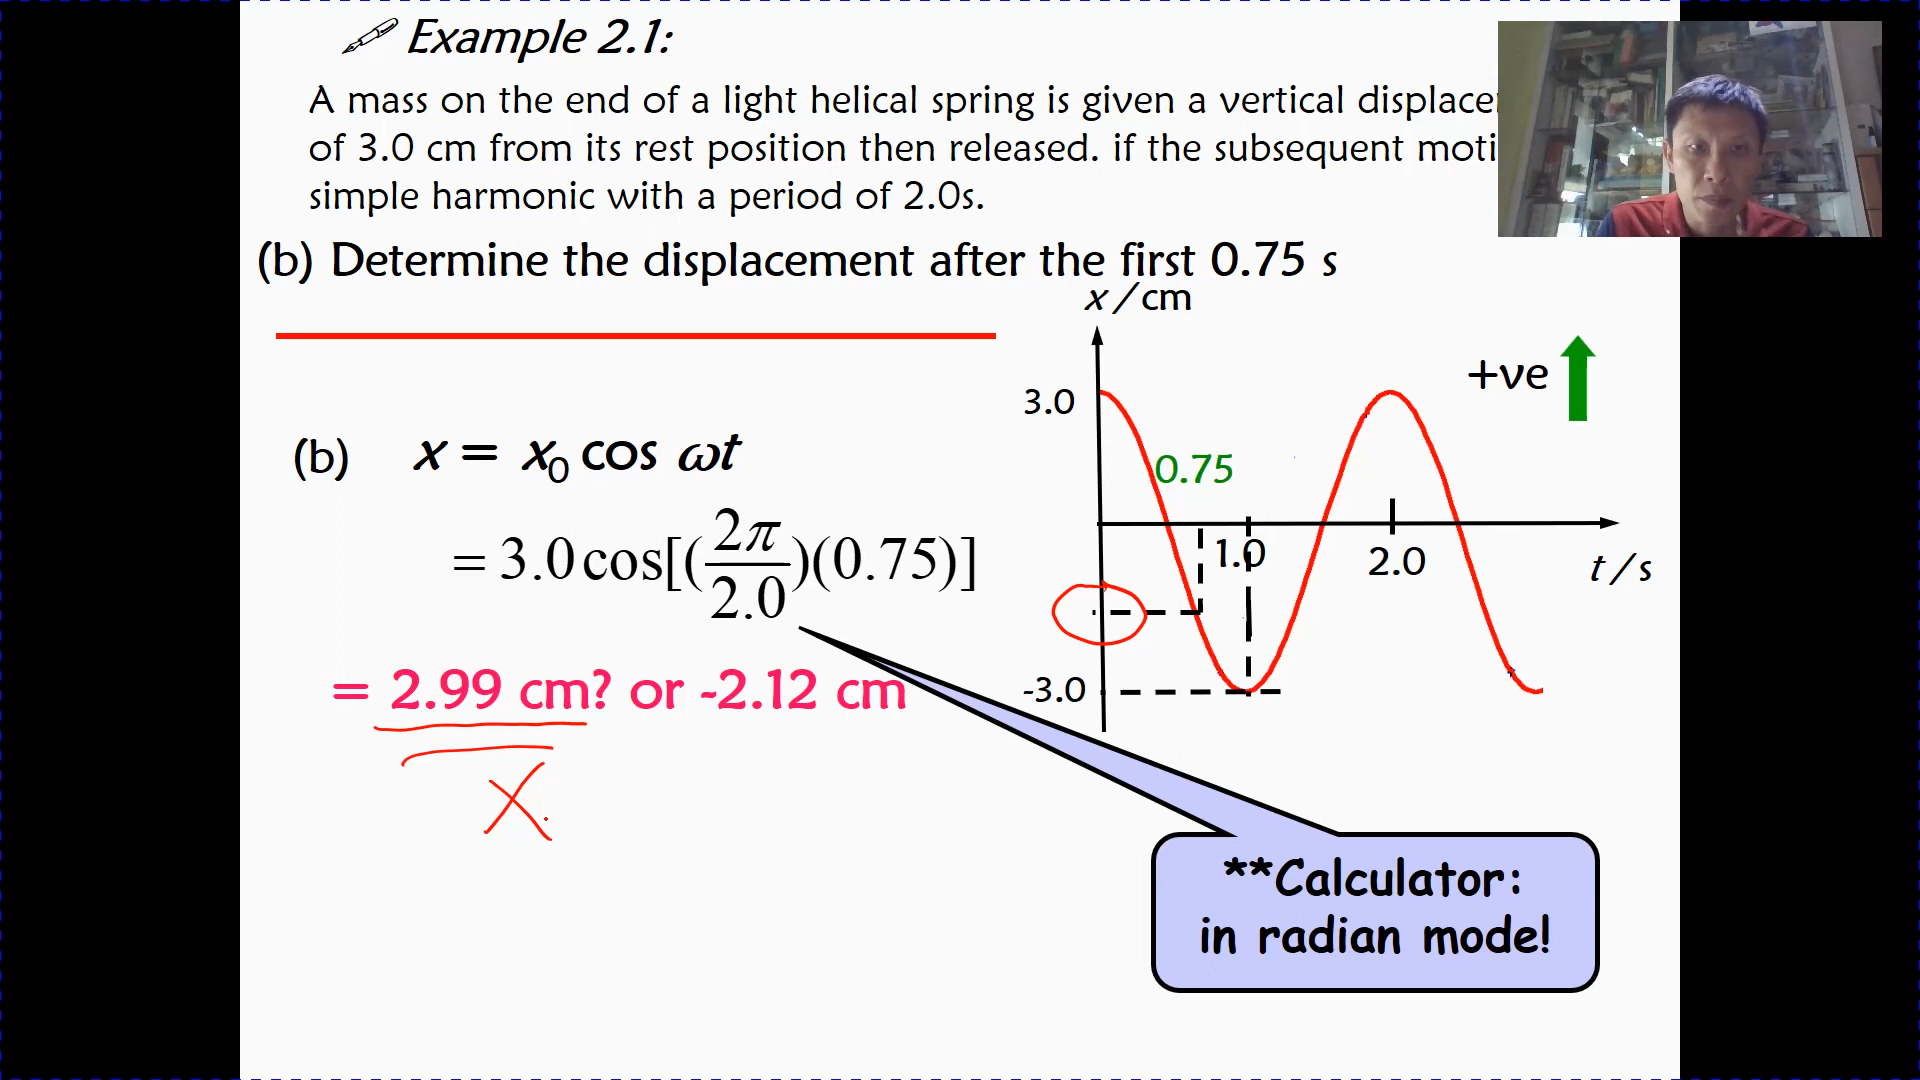 Example 2.1:
A mass on the end of a light helical spring is given a vertical
of 3.0 cm from its rest position then released. if the subsequent
simple harmonic with a period of 2.0s.
(b) Determine the displacement after the first 0.75 s
x / cm
+ve
3.0
0.75
1.0
2.0
t / s
-3.0
(b) x = x₀ cos ωt
= 3.0 cos[(2π/2.0)(0.75)]
= 2.99 cm? or -2.12 cm
X
**Calculator:
in radian mode!